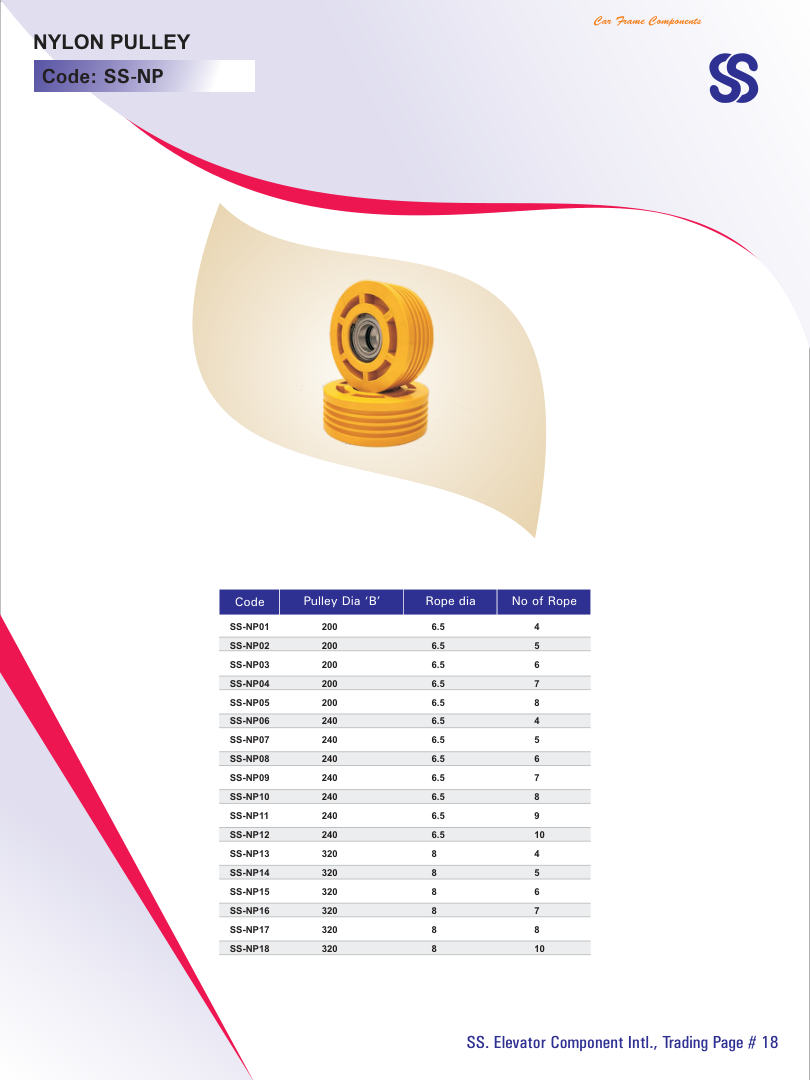 Car Frame Components
NYLON PULLEY
Code: SS-NP
SS
Code Pulley Dia ‘B’ Rope dia No of Rope
SS-NP01 200 6.5 4
SS-NP02 200 6.5 5
SS-NP03 200 6.5 6
SS-NP04 200 6.5 7
SS-NP05 200 6.5 8
SS-NP06 240 6.5 4
SS-NP07 240 6.5 5
SS-NP08 240 6.5 6
SS-NP09 240 6.5 7
SS-NP10 240 6.5 8
SS-NP11 240 6.5 9
SS-NP12 240 6.5 10
SS-NP13 320 8 4
SS-NP14 320 8 5
SS-NP15 320 8 6
SS-NP16 320 8 7
SS-NP17 320 8 8
SS-NP18 320 8 10
SS. Elevator Component Intl., Trading Page # 18